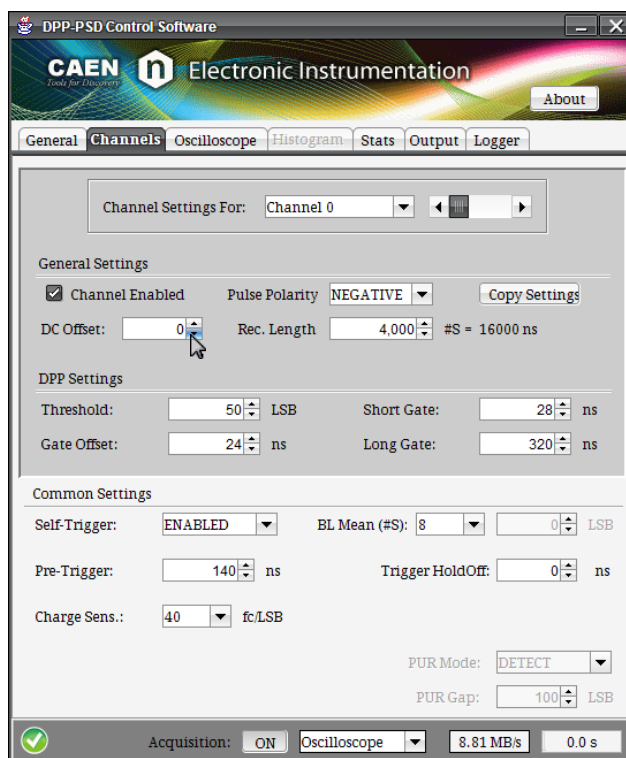 DPP-PSD Control Software
CAEN n Electronic Instrumentation
Tools for Discovery
About
General Channels Oscilloscope Histogram Stats Output Logger
Channel Settings For: Channel 0
General Settings
Channel Enabled Pulse Polarity NEGATIVE Copy Settings
DC Offset: 0 Rec. Length 4,000 #S = 16000 ns
DPP Settings
Threshold: 50 LSB Short Gate: 28 ns
Gate Offset: 24 ns Long Gate: 320 ns
Common Settings
Self-Trigger: ENABLED BL Mean (#S): 8 0 LSB
Pre-Trigger: 140 ns Trigger HoldOff: 0 ns
Charge Sens.: 40 fc/LSB
PUR Mode: DETECT
PUR Gap: 100 LSB
Acquisition: ON Oscilloscope 8.81 MB/s 0.0 s